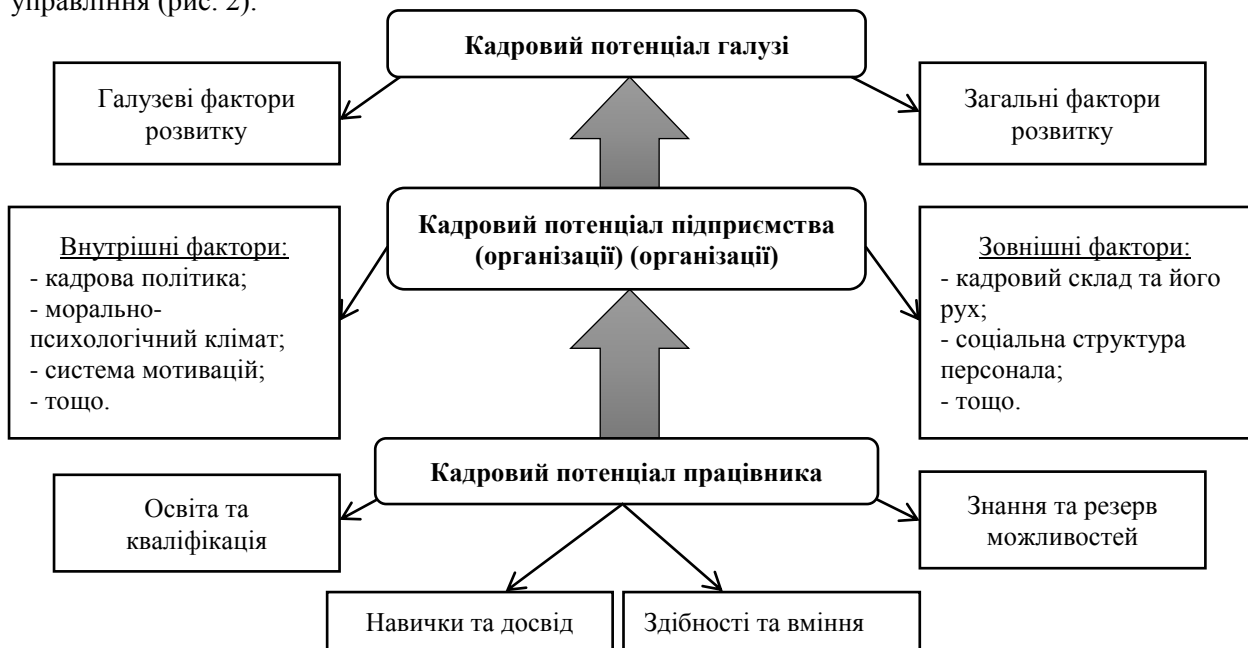 управління (рис. 2).
Кадровий потенціал галузі
Галузеві фактори
розвитку
Загальні фактори
розвитку
Кадровий потенціал підприємства
(організації) (організації)
Внутрішні фактори:
- кадрова політика;
- морально-
психологічний клімат;
- система мотивацій;
- тощо.
Зовнішні фактори:
- кадровий склад та його
рух;
- соціальна структура
персонала;
- тощо.
Кадровий потенціал працівника
Освіта та
кваліфікація
Знання та резерв
можливостей
Навички та досвід
Здібності та вміння